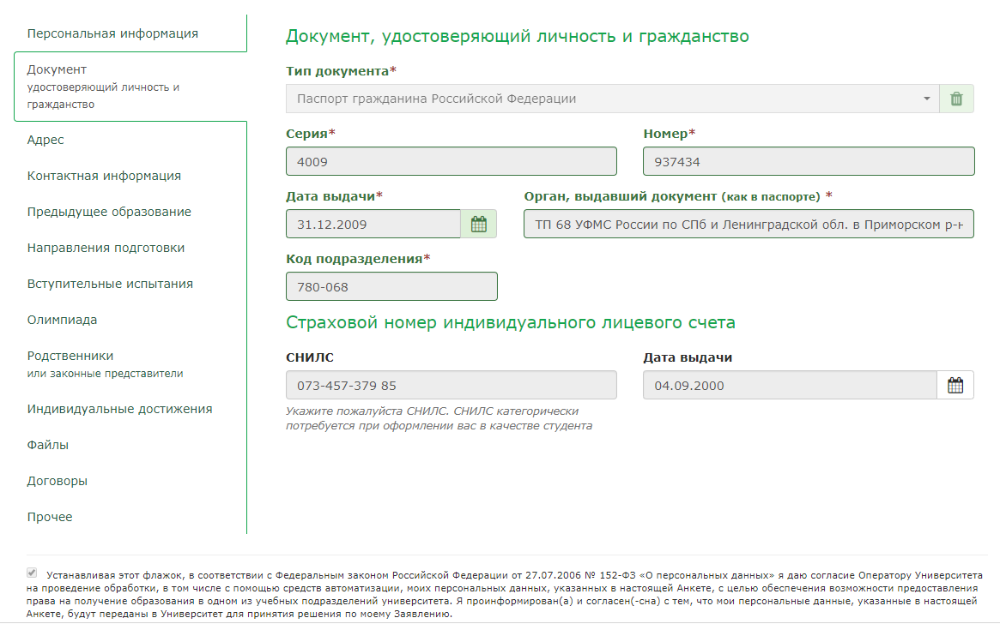 Персональная информация
Документ
удостоверяющий личность и
гражданство
Адрес
Контактная информация
Предыдущее образование
Направления подготовки
Вступительные испытания
Олимпиада
Родственники
или законные представители
Индивидуальные достижения
Файлы
Договоры
Прочее
Документ, удостоверяющий личность и гражданство
Тип документа*
Паспорт гражданина Российской Федерации
Серия* Номер*
4009 937434
Дата выдачи* Орган, выдавший документ (как в паспорте) *
31.12.2009 ТП 68 УФМС России по СПб и Ленинградской обл. в Приморском р-н
Код подразделения*
780-068
Страховой номер индивидуального лицевого счета
СНИЛС Дата выдачи
073-457-379 85 04.09.2000
Укажите пожалуйста СНИЛС. СНИЛС категорически
потребуется при оформлении вас в качестве студента
Устанавливая этот флажок, в соответствии с Федеральным законом Российской Федерации от 27.07.2006 № 152-ФЗ «О персональных данных» я даю согласие Оператору Университета
на проведение обработки, в том числе с помощью средств автоматизации, моих персональных данных, указанных в настоящей Анкете, с целью обеспечения возможности предоставления
права на получение образования в одном из учебных подразделений университета. Я проинформирован(а) и согласен(-сна) с тем, что мои персональные данные, указанные в настоящей
Анкете, будут переданы в Университет для принятия решения по моему Заявлению.